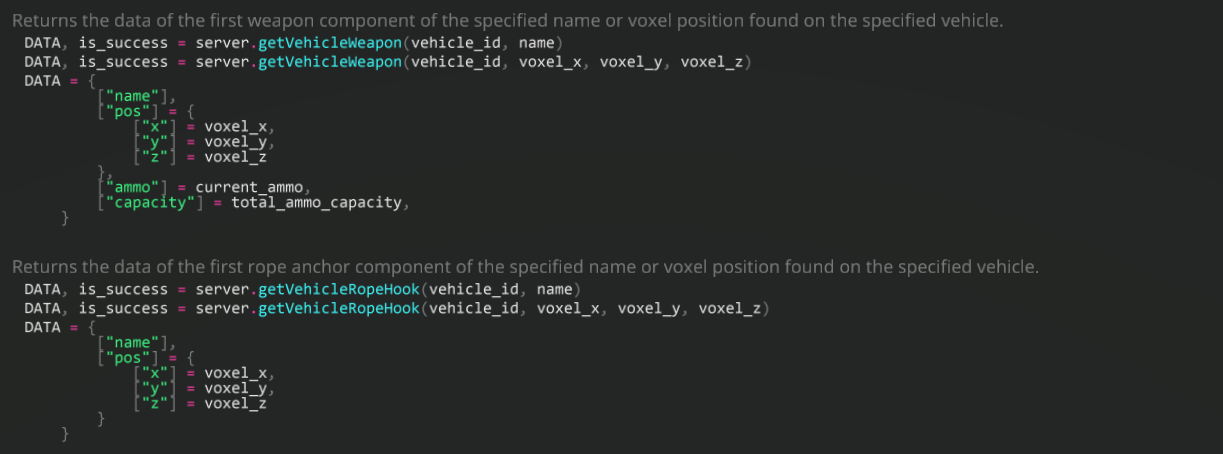 Returns the data of the first weapon component of the specified name or voxel position found on the specified vehicle.
DATA, is_success = server.getVehicleWeapon(vehicle_id, name)
DATA, is_success = server.getVehicleWeapon(vehicle_id, voxel_x, voxel_y, voxel_z)
DATA = {
["name"],
["pos"] = {
["x"] = voxel_x,
["y"] = voxel_y,
["z"] = voxel_z
},
["ammo"] = current_ammo,
["capacity"] = total_ammo_capacity,
}
Returns the data of the first rope anchor component of the specified name or voxel position found on the specified vehicle.
DATA, is_success = server.getVehicleRopeHook(vehicle_id, name)
DATA, is_success = server.getVehicleRopeHook(vehicle_id, voxel_x, voxel_y, voxel_z)
DATA = {
["name"],
["pos"] = {
["x"] = voxel_x,
["y"] = voxel_y,
["z"] = voxel_z
}
}